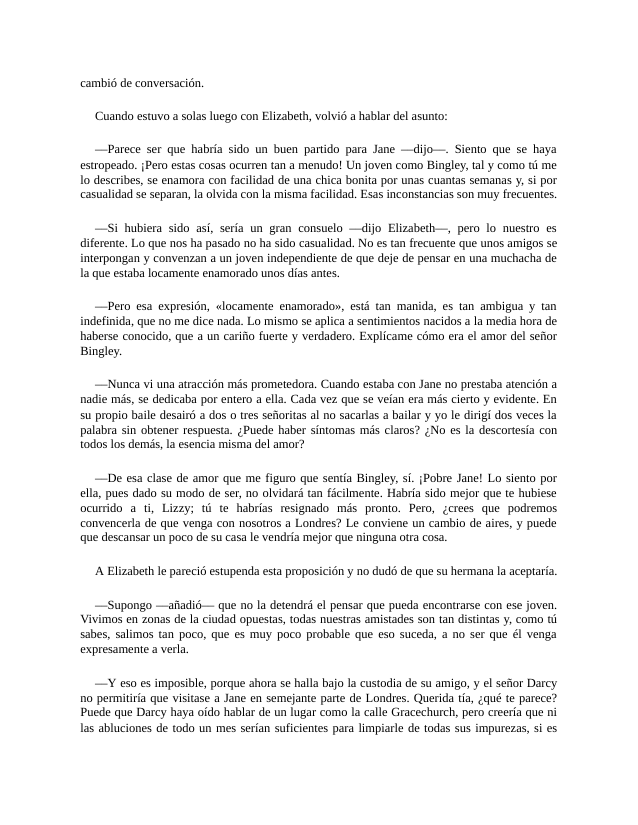 cambió de conversación.
Cuando estuvo a solas luego con Elizabeth, volvió a hablar del asunto:
—Parece ser que habría sido un buen partido para Jane —dijo—. Siento que se haya
estropeado. ¡Pero estas cosas ocurren tan a menudo! Un joven como Bingley, tal y como tú me
lo describes, se enamora con facilidad de una chica bonita por unas cuantas semanas y, si por
casualidad se separan, la olvida con la misma facilidad. Esas inconstancias son muy frecuentes.
—Si hubiera sido así, sería un gran consuelo —dijo Elizabeth—, pero lo nuestro es
diferente. Lo que nos ha pasado no ha sido casualidad. No es tan frecuente que unos amigos se
interpongan y convenzan a un joven independiente de que deje de pensar en una muchacha de
la que estaba locamente enamorado unos días antes.
—Pero esa expresión, «locamente enamorado», está tan manida, es tan ambigua y tan
indefinida, que no me dice nada. Lo mismo se aplica a sentimientos nacidos a la media hora de
haberse conocido, que a un cariño fuerte y verdadero. Explícame cómo era el amor del señor
Bingley.
—Nunca vi una atracción más prometedora. Cuando estaba con Jane no prestaba atención a
nadie más, se dedicaba por entero a ella. Cada vez que se veían era más cierto y evidente. En
su propio baile desairó a dos o tres señoritas al no sacarlas a bailar y yo le dirigí dos veces la
palabra sin obtener respuesta. ¿Puede haber síntomas más claros? ¿No es la descortesía con
todos los demás, la esencia misma del amor?
—De esa clase de amor que me figuro que sentía Bingley, sí. ¡Pobre Jane! Lo siento por
ella, pues dado su modo de ser, no olvidará tan fácilmente. Habría sido mejor que te hubiese
ocurrido a ti, Lizzy; tú te habrías resignado más pronto. Pero, ¿crees que podremos
convencerla de que venga con nosotros a Londres? Le conviene un cambio de aires, y puede
que descansar un poco de su casa le vendría mejor que ninguna otra cosa.
A Elizabeth le pareció estupenda esta proposición y no dudó de que su hermana la aceptaría.
—Supongo —añadió— que no la detendrá el pensar que pueda encontrarse con ese joven.
Vivimos en zonas de la ciudad opuestas, todas nuestras amistades son tan distintas y, como tú
sabes, salimos tan poco, que es muy poco probable que eso suceda, a no ser que él venga
expresamente a verla.
—Y eso es imposible, porque ahora se halla bajo la custodia de su amigo, y el señor Darcy
no permitiría que visitase a Jane en semejante parte de Londres. Querida tía, ¿qué te parece?
Puede que Darcy haya oído hablar de un lugar como la calle Gracechurch, pero creería que ni
las abluciones de todo un mes serían suficientes para limpiarle de todas sus impurezas, si es